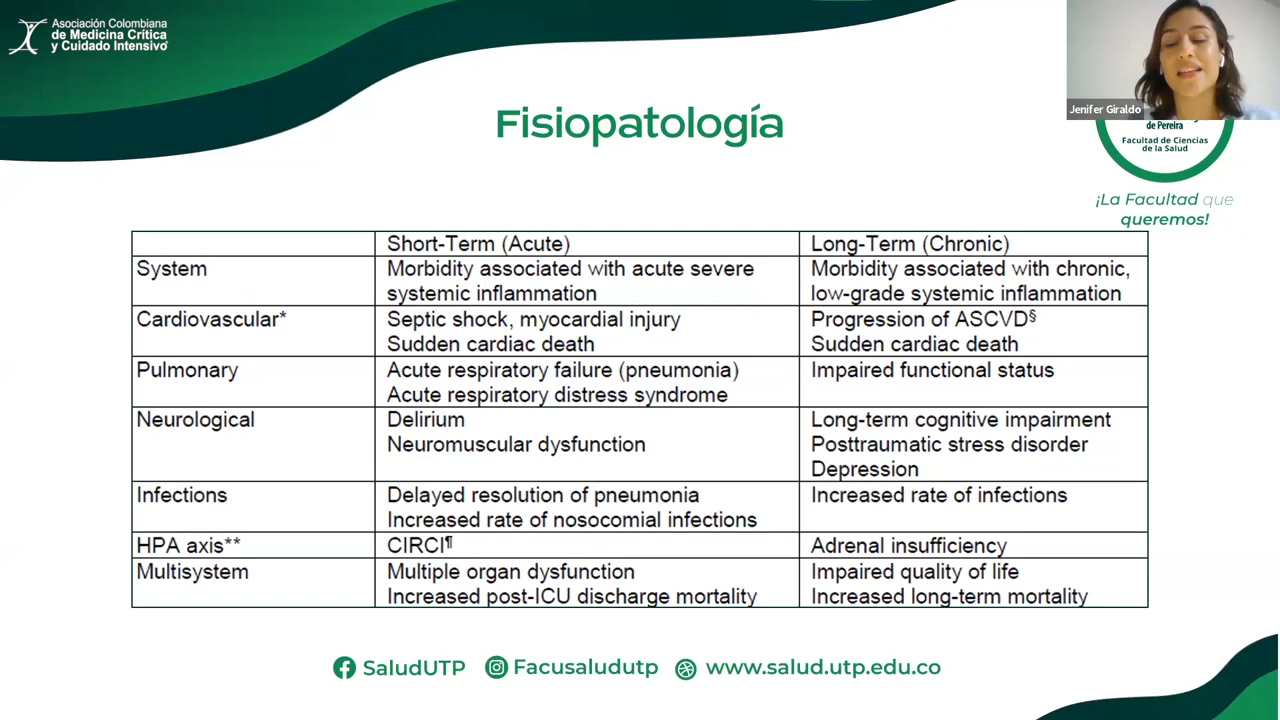 Asociación Colombiana
de Medicina Crítica
y Cuidado Intensivo
Jenifer Giraldo
de Pereira
Facultad de Ciencias
de la Salud
¡La Facultad que
queremos!
Fisiopatología
Short-Term (Acute) Long-Term (Chronic)
System Morbidity associated with acute severe Morbidity associated with chronic,
systemic inflammation low-grade systemic inflammation
Cardiovascular* Septic shock, myocardial injury Progression of ASCVD§
Sudden cardiac death Sudden cardiac death
Pulmonary Acute respiratory failure (pneumonia) Impaired functional status
Acute respiratory distress syndrome
Neurological Delirium Long-term cognitive impairment
Neuromuscular dysfunction Posttraumatic stress disorder
Depression
Infections Delayed resolution of pneumonia Increased rate of infections
Increased rate of nosocomial infections
HPA axis** CIRCI¶ Adrenal insufficiency
Multisystem Multiple organ dysfunction Impaired quality of life
Increased post-ICU discharge mortality Increased long-term mortality
SaludUTP Facusaludutp www.salud.utp.edu.co